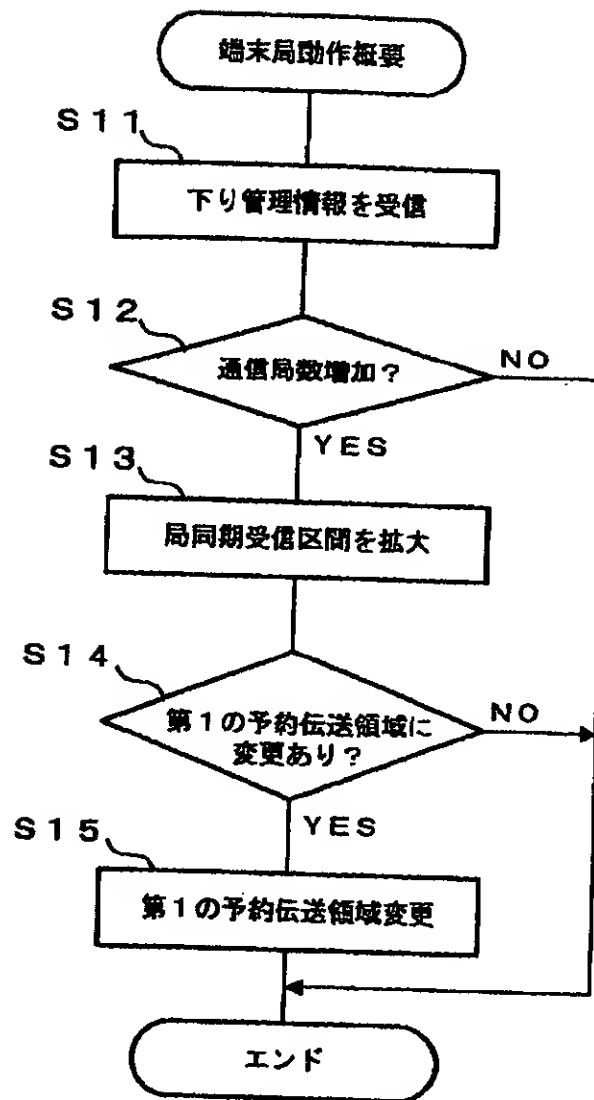 端末局動作概要
S11
下り管理情報を受信
S12
通信局数増加？
NO
YES
S13
局同期受信区間を拡大
S14
第1の予約伝送領域に
変更あり？
NO
YES
S15
第1の予約伝送領域変更
エンド